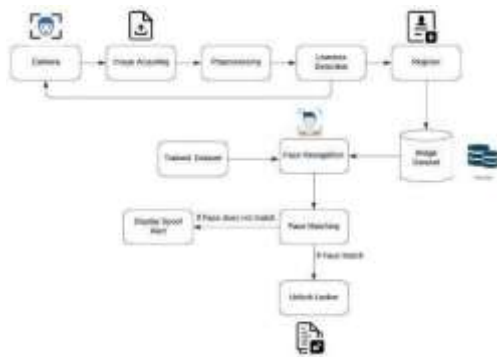 Camera
Image Acquiring
Preprocessing
Liveness
Detection
Register
Face Recognition
Trained Dataset
Image
Dataset
Face Matching
If Face does not match
Display Spoof
Alert
If Face match
Unlock Locker